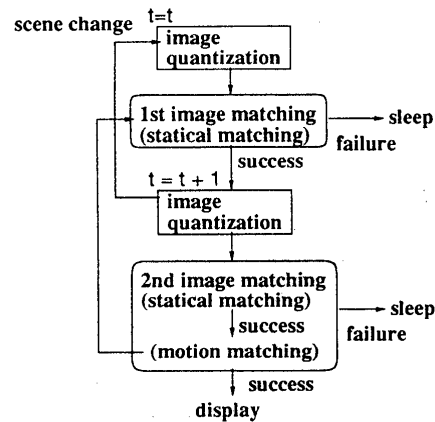 scene change
t=t
image
quantization
1st image matching
(statical matching)
sleep
failure
success
t = t + 1
image
quantization
2nd image matching
(statical matching)
success
(motion matching)
sleep
failure
success
display